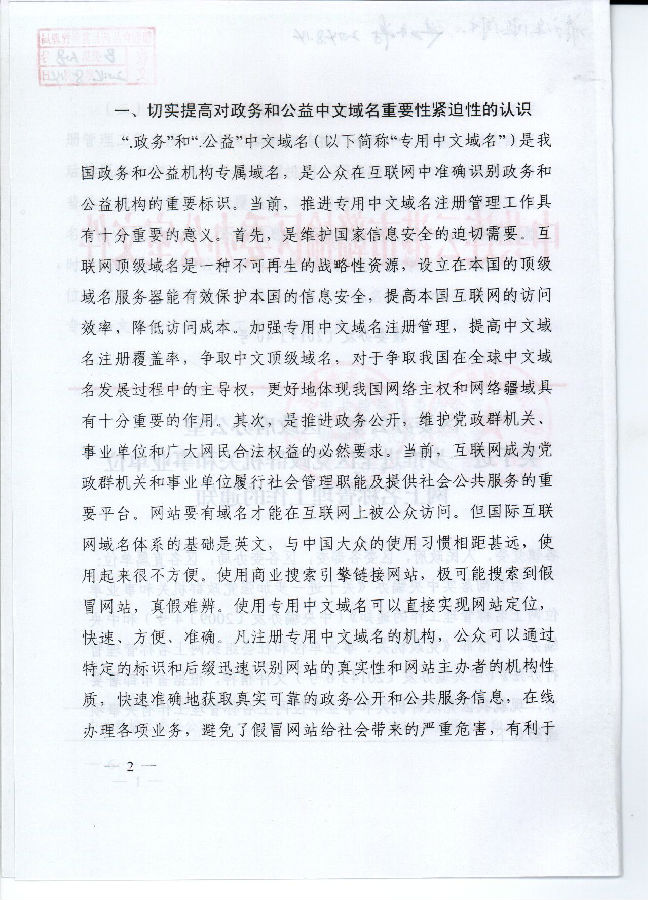 一、切实提高对政务和公益中文域名重要性紧迫性的认识
“.政务”和“.公益”中文域名（以下简称“专用中文域名”）是我
国政务和公益机构专属域名，是公众在互联网中准确识别政务和
公益机构的重要标识。当前，推进专用中文域名注册管理工作具
有十分重要的意义。首先，是维护国家信息安全的迫切需要。互
联网顶级域名是一种不可再生的战略性资源，设立在本国的顶级
域名服务器能有效保护本国的信息安全，提高本国互联网的访问
效率，降低访问成本。加强专用中文域名注册管理，提高中文域
名注册覆盖率，争取中文顶级域名，对于争取我国在全球中文域
名发展过程中的主导权，更好地体现我国网络主权和网络疆域具
有十分重要的作用。其次，是推进政务公开，维护党政群机关、
事业单位和广大网民合法权益的必然要求。当前，互联网成为党
政群机关和事业单位履行社会管理职能及提供社会公共服务的重
要平台。网站要有域名才能在互联网上被公众访问。但国际互联
网域名体系的基础是英文，与中国大众的使用习惯相距甚远，使
用起来很不方便。使用商业搜索引擎链接网站，极可能搜索到假
冒网站，真假难辨。使用专用中文域名可以直接实现网站定位，
快速、方便、准确。凡注册专用中文域名的机构，公众可以通过
特定的标识和后缀迅速识别网站的真实性和网站主办者的机构性
质，快速准确地获取真实可靠的政务公开和公共服务信息，在线
办理各项业务，避免了假冒网站给社会带来的严重危害，有利于
— 2 —